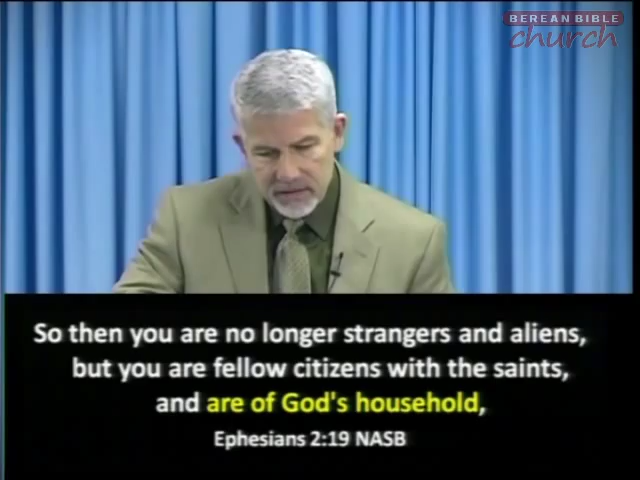 BEREAN BIBLE
church
So then you are no longer strangers and aliens,
but you are fellow citizens with the saints,
and are of God's household,
Ephesians 2:19 NASB